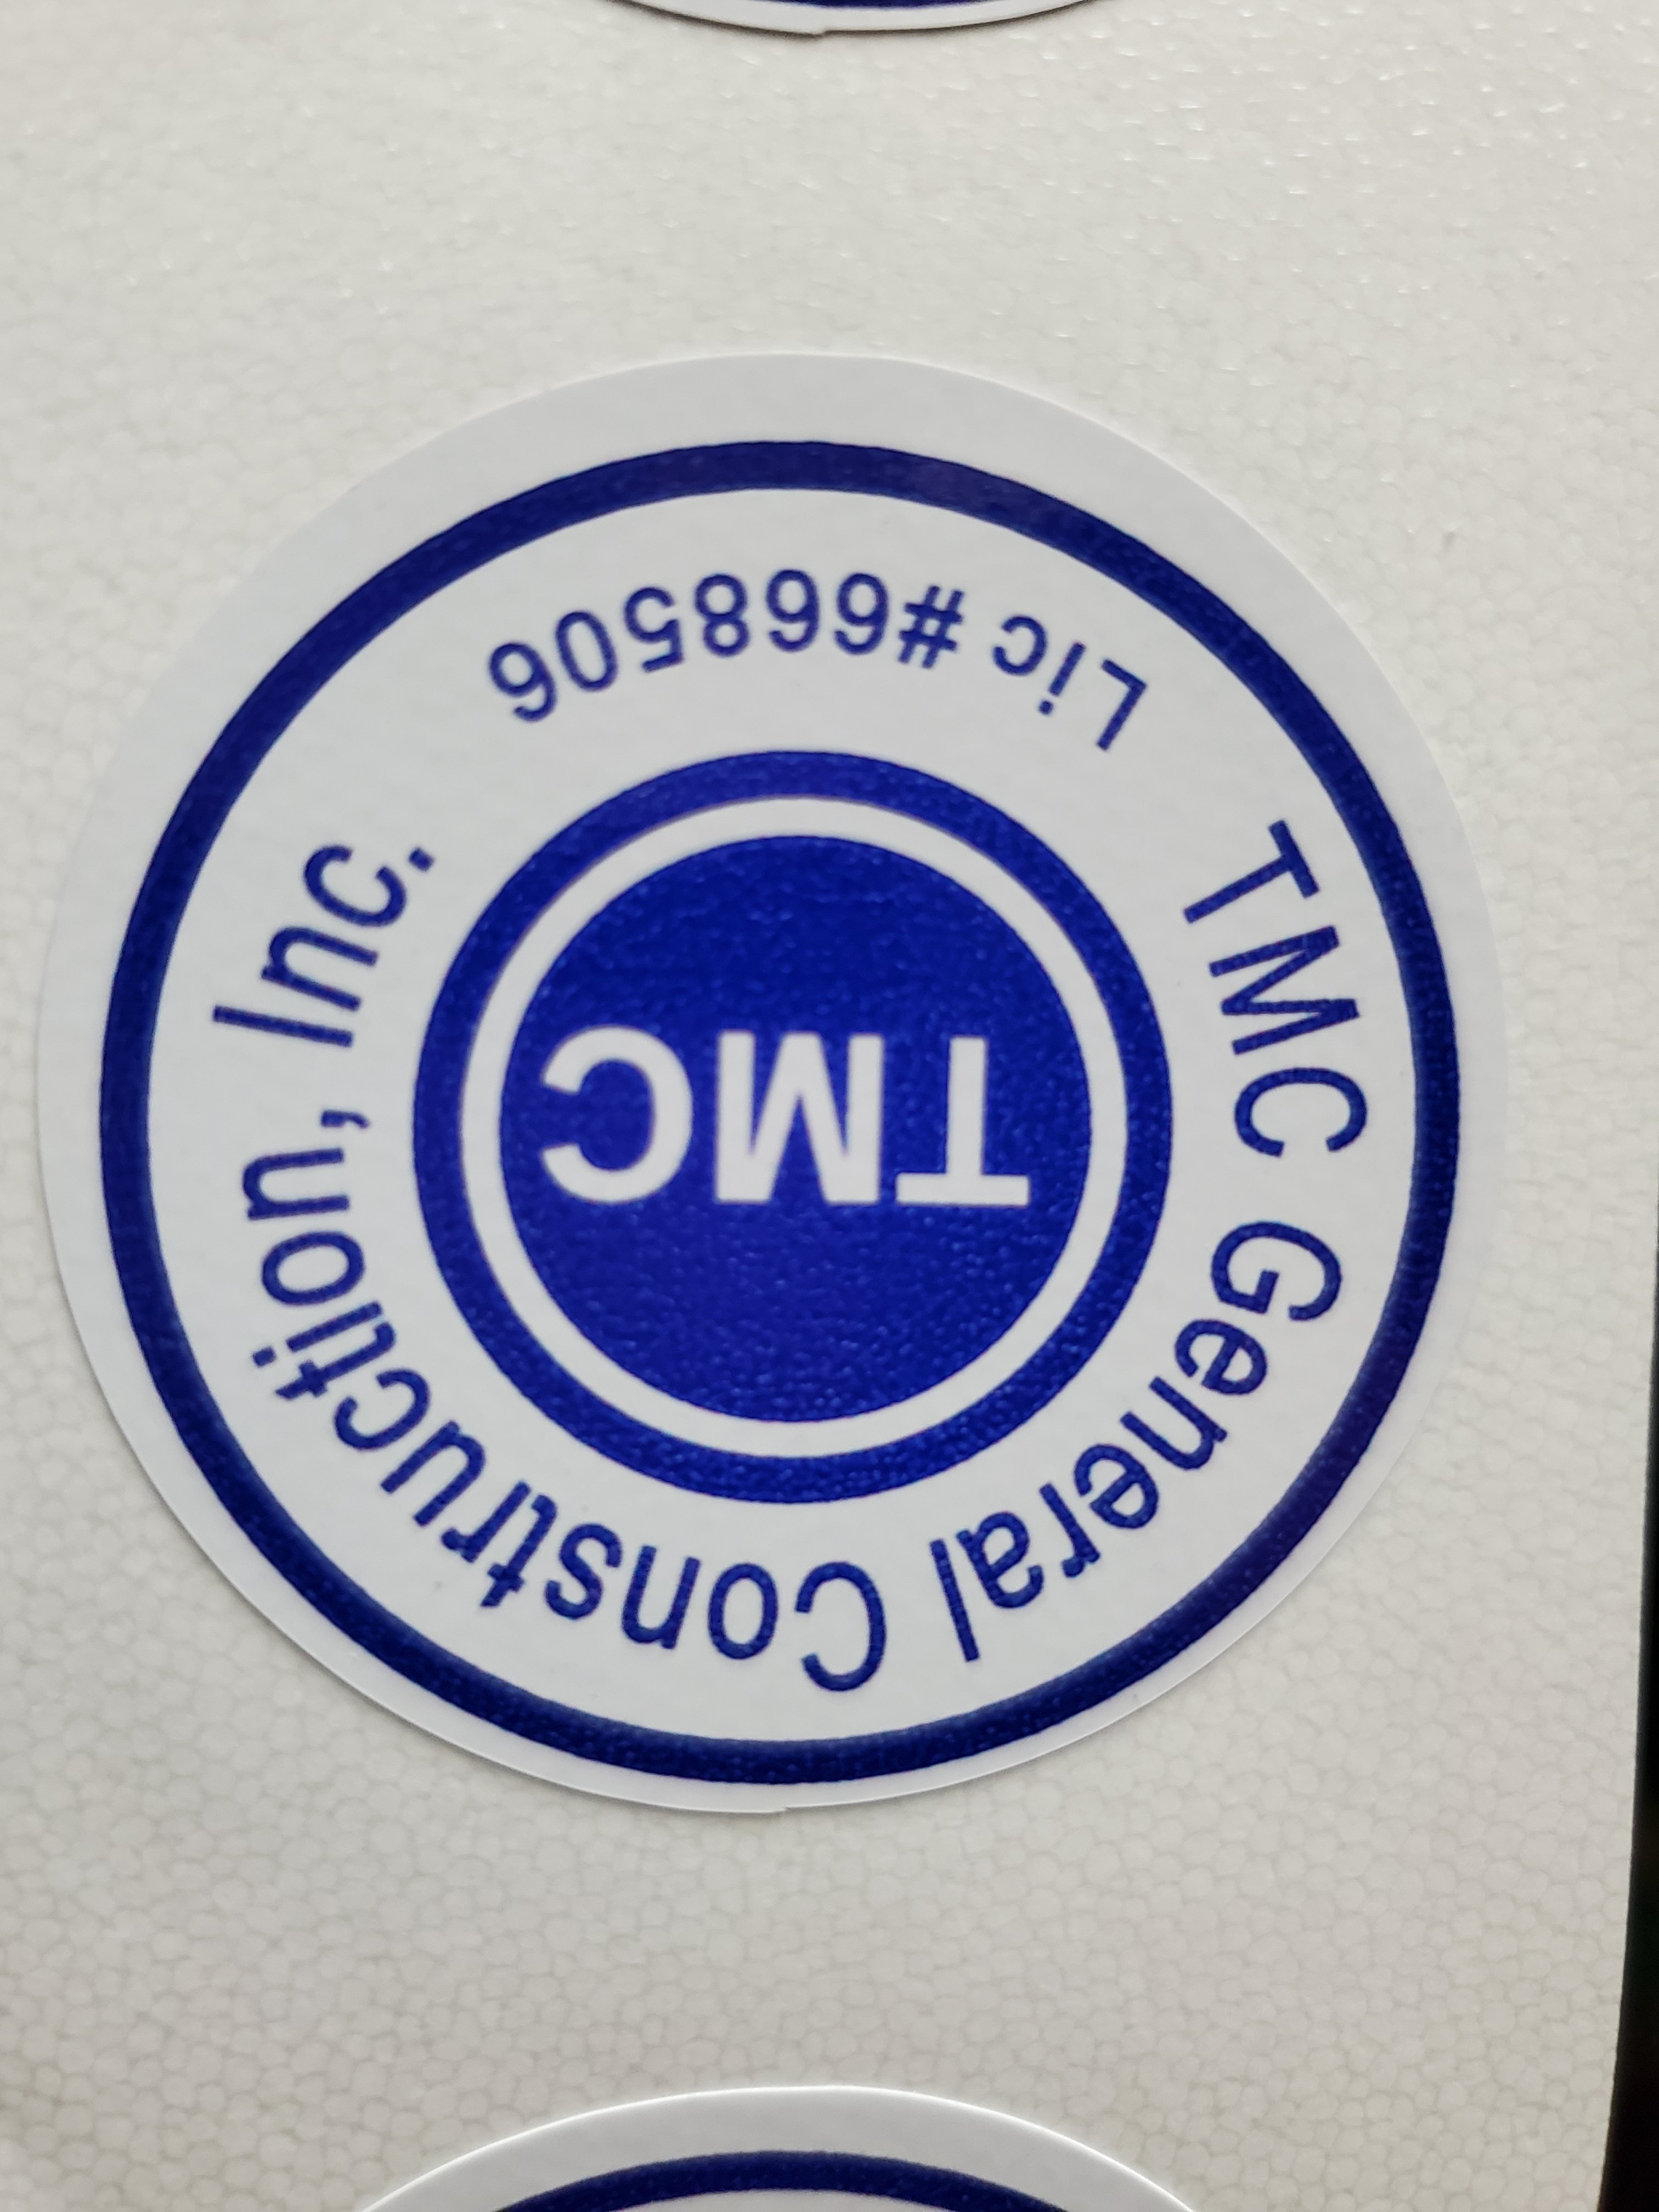 TMC General Construction, Inc.
TMC
Lic #668506